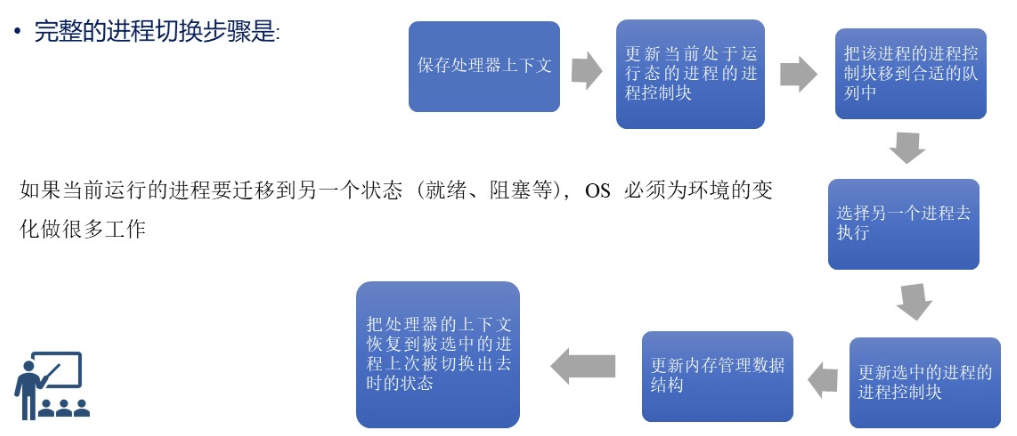 • 完整的进程切换步骤是:
保存处理器上下文
更新当前处于运
行态的进程的进
程控制块
把该进程的进程控
制块移到合适的队
列中
选择另一个进程去
执行
更新选中的进程的
进程控制块
更新内存管理数据
结构
把处理器的上下文
恢复到被选中的进
程上次被切换出去
时的状态
如果当前运行的进程要迁移到另一个状态（就绪、阻塞等），OS 必须为环境的变
化做很多工作